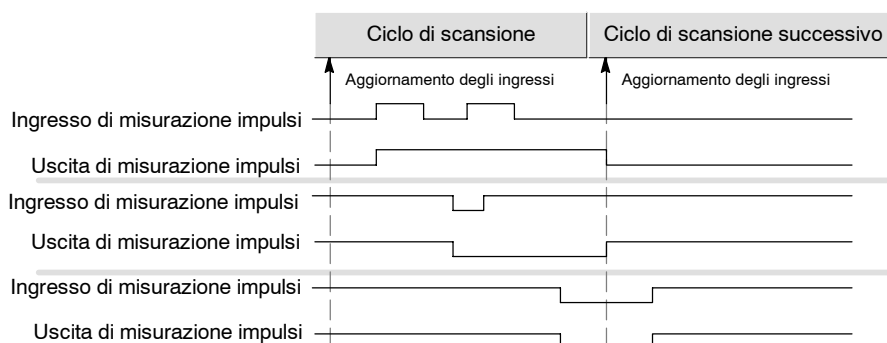 Ciclo di scansione
Ciclo di scansione successivo
Aggiornamento degli ingressi
Aggiornamento degli ingressi
Ingresso di misurazione impulsi
Uscita di misurazione impulsi
Ingresso di misurazione impulsi
Uscita di misurazione impulsi
Ingresso di misurazione impulsi
Uscita di misurazione impulsi